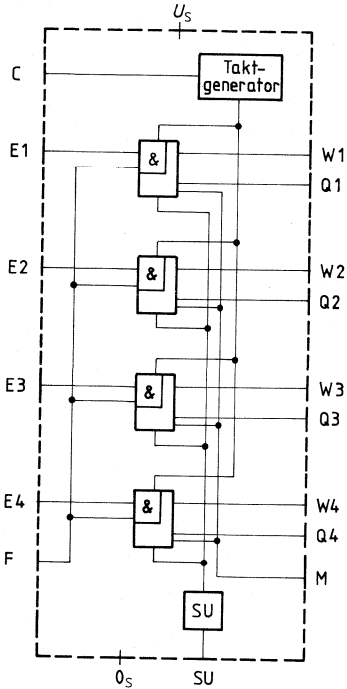 U_S
C
Takt-
generator
E1
&
W1
Q1
E2
&
W2
Q2
E3
&
W3
Q3
E4
&
W4
Q4
F
M
SU
0_S
SU